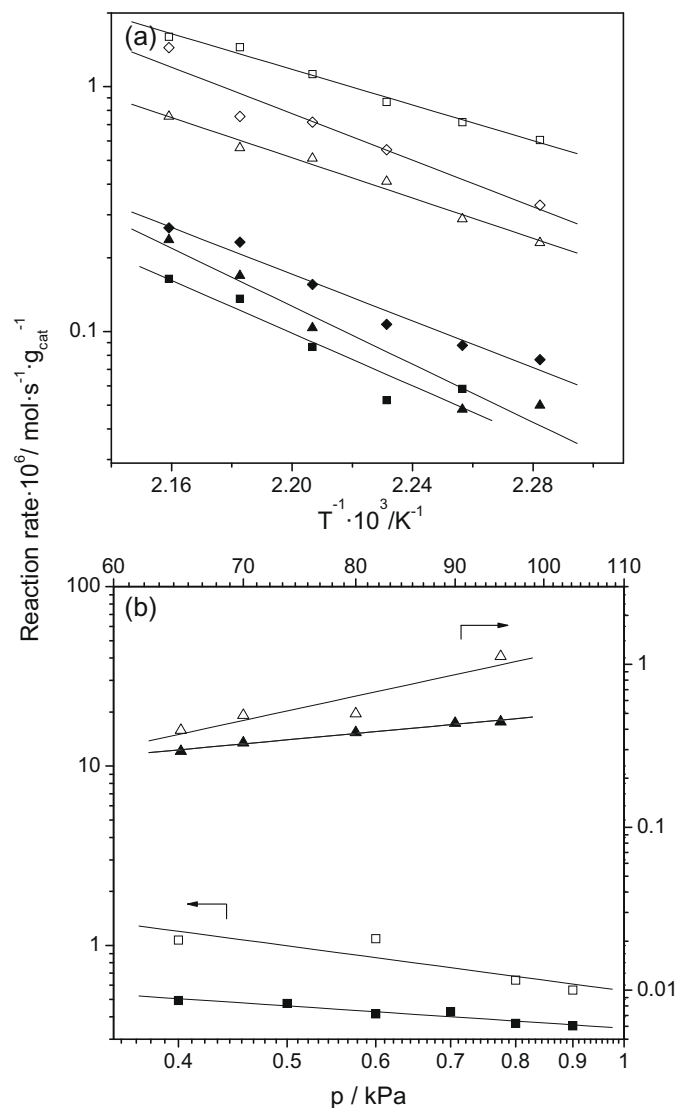 (a)
1
0.1
2.16 2.20 2.24 2.28
T⁻¹·10³/K⁻¹
Reaction rate·10⁶/ mol·s⁻¹·g_cat⁻¹
60 70 80 90 100 110
(b)
100
10
1
1
0.1
0.01
0.4 0.5 0.6 0.7 0.8 0.9 1
p / kPa